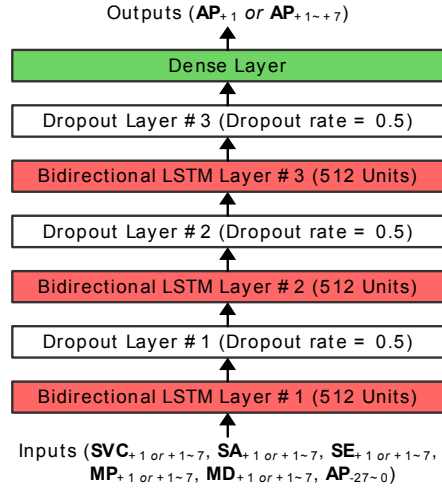 Outputs (AP+1 or AP+1~+7)
Dense Layer
Dropout Layer #3 (Dropout rate = 0.5)
Bidirectional LSTM Layer #3 (512 Units)
Dropout Layer #2 (Dropout rate = 0.5)
Bidirectional LSTM Layer #2 (512 Units)
Dropout Layer #1 (Dropout rate = 0.5)
Bidirectional LSTM Layer #1 (512 Units)
Inputs (SVC+1 or +1~7, SA+1 or +1~7, SE+1 or +1~7,
MP+1 or +1~7, MD+1 or +1~7, AP-27~0)